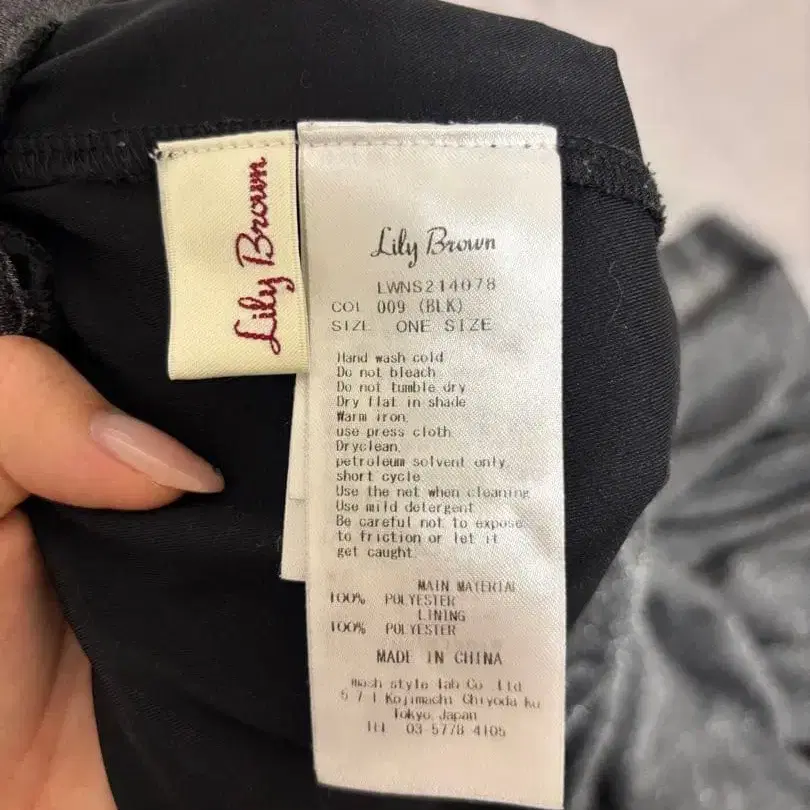 Lily Brown
Lily Brown
LWNS214078
COL 009 (BLK)
SIZE ONE SIZE
Hand wash cold
Do not bleach
Do not tumble dry
Dry flat in shade
Warm iron,
use press cloth
Dryclean,
petroleum solvent only,
short cycle
Use the net when cleaning
Use mild detergent
Be careful not to expose
to friction or let it
get caught.
MAIN MATERIAL
100% POLYESTER
LINING
100% POLYESTER
MADE IN CHINA
mash style lab Co.,Ltd
5-7-1 Kojimachi Chiyoda-ku
Tokyo,Japan
TEL 03-5778-4105